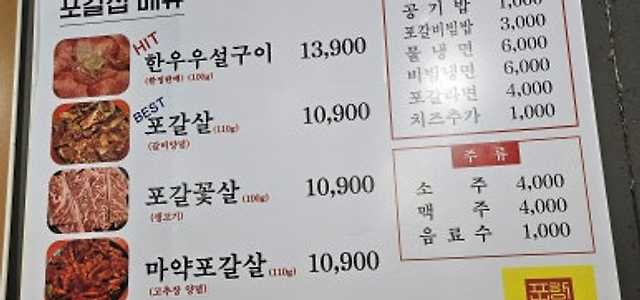 포갈집 메뉴
HIT
한우우설구이 13,900
(한정판매) (100g)
BEST
포갈살 (110g) 10,900
(갈비양념)
포갈꽃살 (100g) 10,900
(생고기)
마약포갈살 (110g) 10,900
(고추장 양념)
공기밥 1,000
포갈비빔밥 3,000
물냉면 6,000
비빔냉면 6,000
포갈라면 4,000
치즈추가 1,000
주류
소주 4,000
맥주 4,000
음료수 1,000